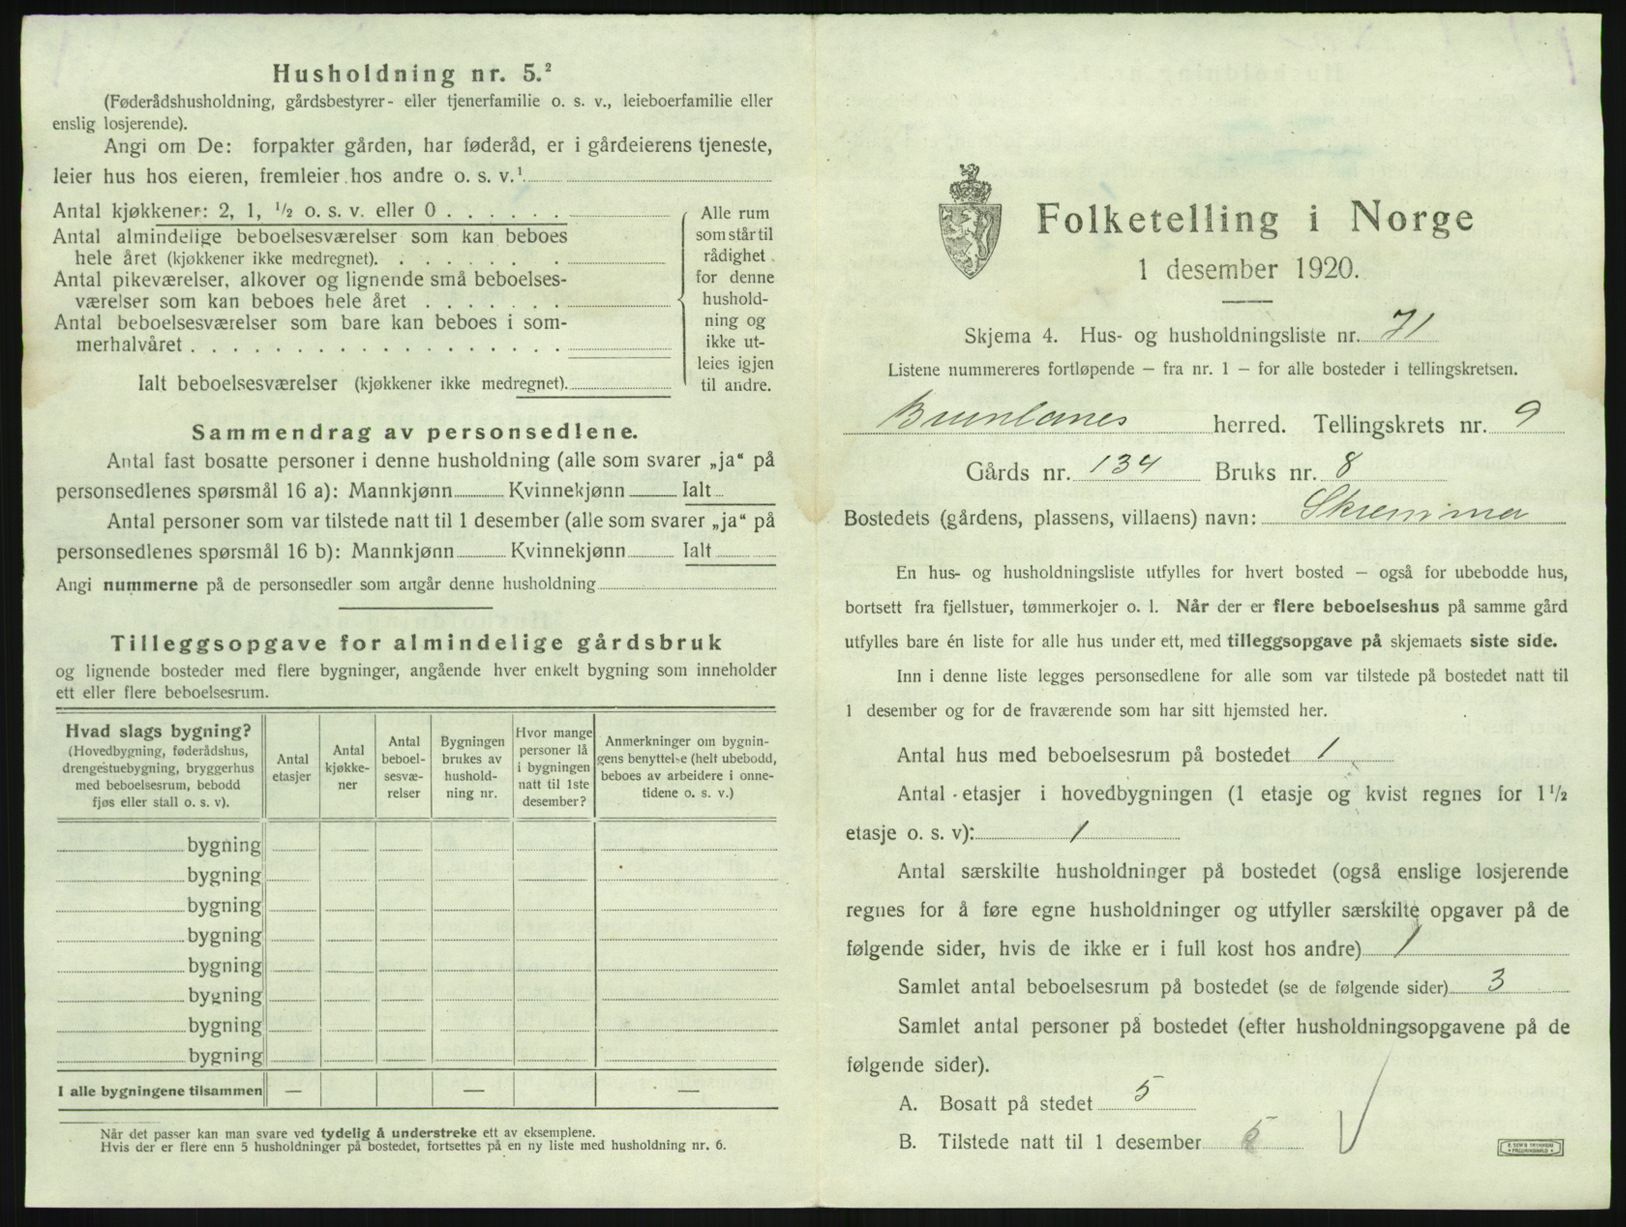 Husholdning nr. 5.²
(Føderådshusholdning, gårdsbestyrer- eller tjenerfamilie o. s. v., leieboerfamilie eller
enslig losjerende).
Angi om De: forpakter gården, har føderåd, er i gårdeierens tjeneste,
leier hus hos eieren, fremleier hos andre o. s. v.¹
Antal kjøkkener: 2, 1, ½ o. s. v. eller 0 . . . . . .
Antal almindelige beboelsesværelser som kan beboes
hele året (kjøkkener ikke medregnet). . . . . . . .
Antal pikeværelser, alkover og lignende små beboelses-
værelser som kan beboes hele året . . . . . . .
Antal beboelsesværelser som bare kan beboes i som-
merhalvåret . . . . . . . . . . . . . . . . . .
Ialt beboelsesværelser (kjøkkener ikke medregnet).
Alle rum
som står til
rådighet
for denne
hushold-
ning og
ikke ut-
leies igjen
til andre.
Sammendrag av personsedlene.
Antal fast bosatte personer i denne husholdning (alle som svarer „ja“ på
personsedlenes spørsmål 16 a): Mannkjønn Kvinnekjønn Ialt
Antal personer som var tilstede natt til 1 desember (alle som svarer „ja“ på
personsedlenes spørsmål 16 b): Mannkjønn Kvinnekjønn Ialt
Angi nummerne på de personsedler som angår denne husholdning
Tilleggsopgave for almindelige gårdsbruk
og lignende bosteder med flere bygninger, angående hver enkelt bygning som inneholder
ett eller flere beboelsesrum.
Hvad slags bygning?
(Hovedbygning, føderådshus,
drengestuebygning, bryggerhus
med beboelsesrum, bebodd
fjøs eller stall o. s. v).
Antal
etasjer
Antal
kjøkke-
ner
Antal
beboel-
sesvæ-
relser
Bygningen
brukes av
hushold-
ning nr.
Hvor mange
personer lå
i bygningen
natt til 1ste
desember?
Anmerkninger om bygnin-
gens benyttelse (helt ubebodd,
beboes av arbeidere i onne-
tidene o. s. v.)
bygning
bygning
bygning
bygning
bygning
bygning
bygning
bygning
I alle bygningene tilsammen — — —
Når det passer kan man svare ved tydelig å understreke ett av eksemplene.
Hvis der er flere enn 5 husholdninger på bostedet, fortsettes på en ny liste med husholdning nr. 6.
Folketelling i Norge
1 desember 1920.
Skjema 4. Hus- og husholdningsliste nr. 71
Listene nummereres fortløpende — fra nr. 1 — for alle bosteder i tellingskretsen.
Brunlanes herred. Tellingskrets nr. 9
Gårds nr. 134 Bruks nr. 8
Bostedets (gårdens, plassens, villaens) navn: Skremma
En hus- og husholdningsliste utfylles for hvert bosted — også for ubebodde hus,
bortsett fra fjellstuer, tømmerkojer o. l. Når der er flere beboelseshus på samme gård
utfylles bare én liste for alle hus under ett, med tilleggsopgave på skjemaets siste side.
Inn i denne liste legges personsedlene for alle som var tilstede på bostedet natt til
1 desember og for de fraværende som har sitt hjemsted her.
Antal hus med beboelsesrum på bostedet 1
Antal etasjer i hovedbygningen (1 etasje og kvist regnes for 1½
etasje o. s. v): 1
Antal særskilte husholdninger på bostedet (også enslige losjerende
regnes for å føre egne husholdninger og utfyller særskilte opgaver på de
følgende sider, hvis de ikke er i full kost hos andre) 1
Samlet antal beboelsesrum på bostedet (se de følgende sider) 3
Samlet antal personer på bostedet (efter husholdningsopgavene på de
følgende sider).
A. Bosatt på stedet 5
B. Tilstede natt til 1 desember